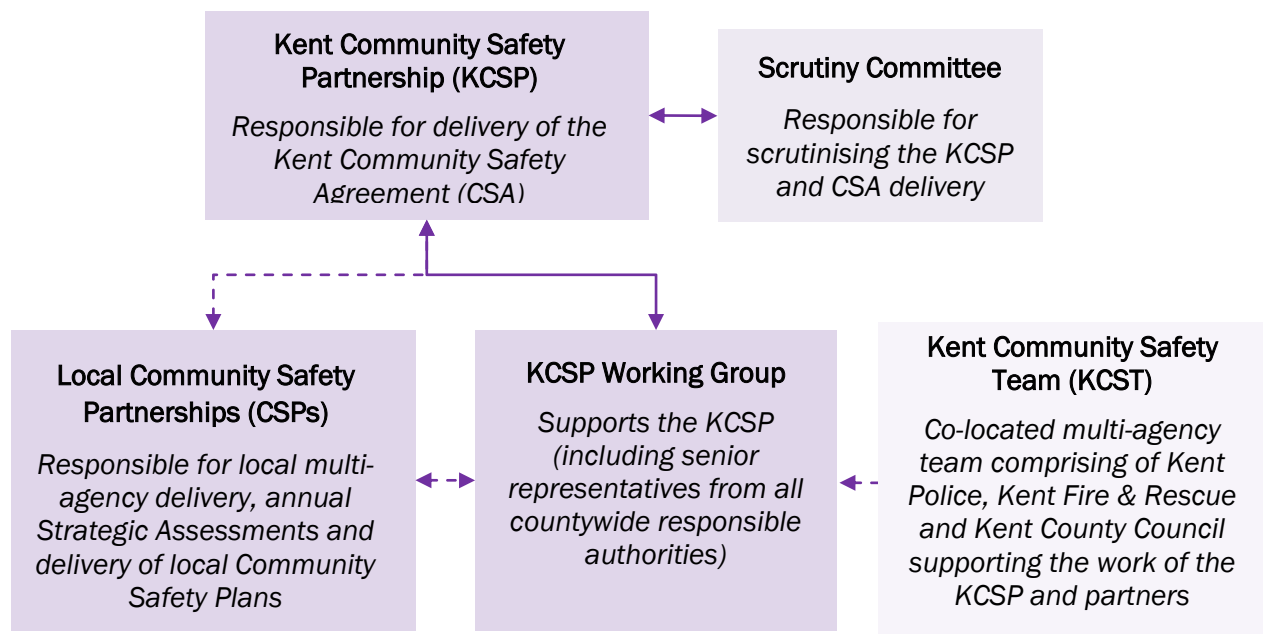 Kent Community Safety
Partnership (KCSP)
Responsible for delivery of the
Kent Community Safety
Agreement (CSA)
Scrutiny Committee
Responsible for
scrutinising the KCSP
and CSA delivery
Local Community Safety
Partnerships (CSPs)
Responsible for local multi-
agency delivery, annual
Strategic Assessments and
delivery of local Community
Safety Plans
KCSP Working Group
Supports the KCSP
(including senior
representatives from all
countywide responsible
authorities)
Kent Community Safety
Team (KCST)
Co-located multi-agency
team comprising of Kent
Police, Kent Fire & Rescue
and Kent County Council
supporting the work of the
KCSP and partners